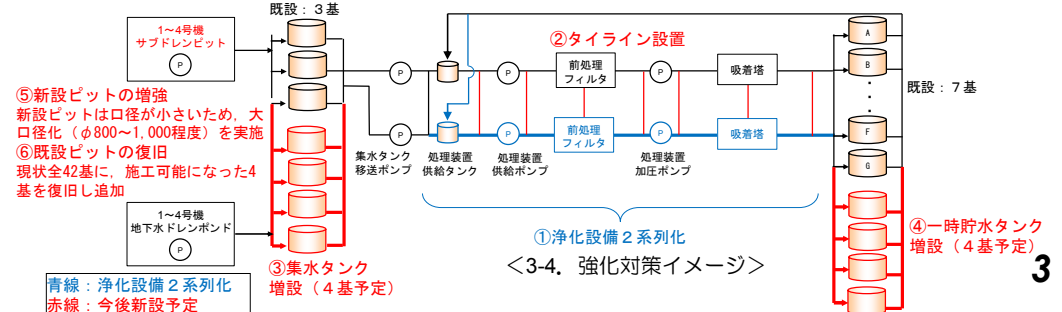 既設：３基
1~4号機
サブドレンピット
P
⑤新設ピットの増強
新設ピットは口径が小さいため，大
口径化（φ800～1,000程度）を実施
⑥既設ピットの復旧
現状全42基に，施工可能になった4
基を復旧し追加
1~4号機
地下水ドレンポンド
P
青線：浄化設備２系列化
赤線：今後新設予定
③集水タンク
増設（４基予定）
P
P
集水タンク
移送ポンプ
処理装置
供給タンク
②タイライン設置
P
P
処理装置
供給ポンプ
前処理
フィルタ
前処理
フィルタ
P
P
処理装置
加圧ポンプ
吸着塔
吸着塔
①浄化設備２系列化
＜3-4．強化対策イメージ＞
A
B
・
・
F
G
既設：７基
④一時貯水タンク
増設（４基予定）
3